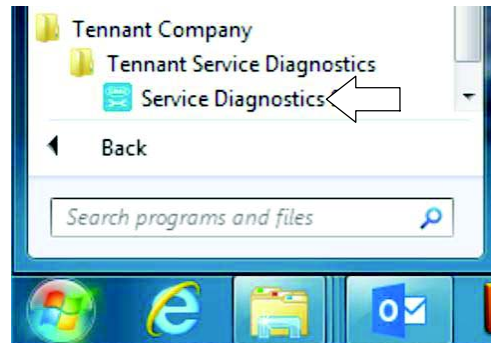 Tennant Company
Tennant Service Diagnostics
Service Diagnostics
Back
Search programs and files